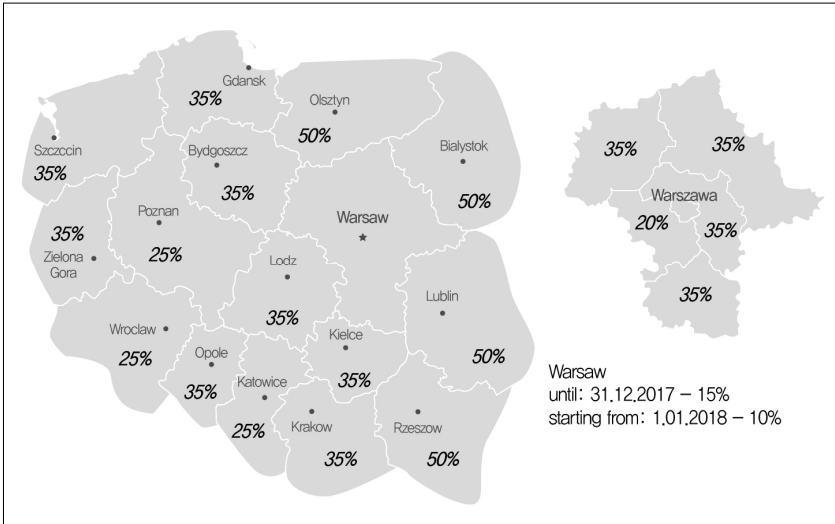 Gdansk
35%
Olsztyn
50%
Szczccin
35%
Bydgoszcz
35%
Bialystok
50%
Poznan
25%
Warsaw
35%
Zielona
Gora
Lodz
35%
Lublin
50%
Wroclaw
25%
Opole
35%
Kielce
35%
Katowice
25%
Krakow
35%
Rzeszow
50%
35%
35%
Warszawa
20%
35%
35%
Warsaw
until: 31.12.2017 – 15%
starting from: 1.01.2018 – 10%